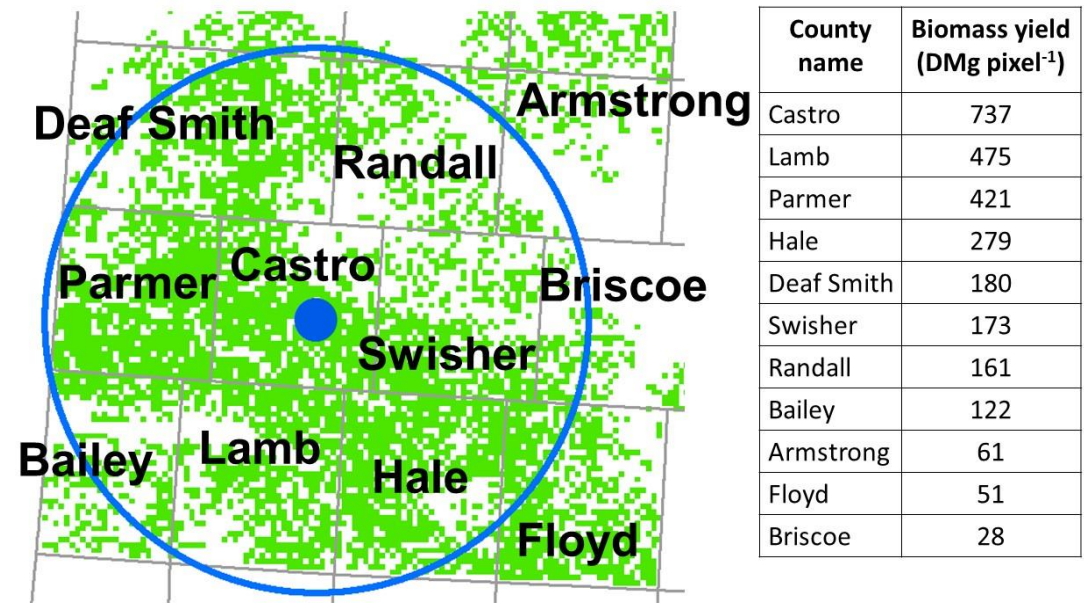 Deaf Smith
Armstrong
Randall
Parmer
Castro
Briscoe
Swisher
Bailey
Lamb
Hale
Floyd
County name Biomass yield (DMg pixel⁻¹)
Castro 737
Lamb 475
Parmer 421
Hale 279
Deaf Smith 180
Swisher 173
Randall 161
Bailey 122
Armstrong 61
Floyd 51
Briscoe 28